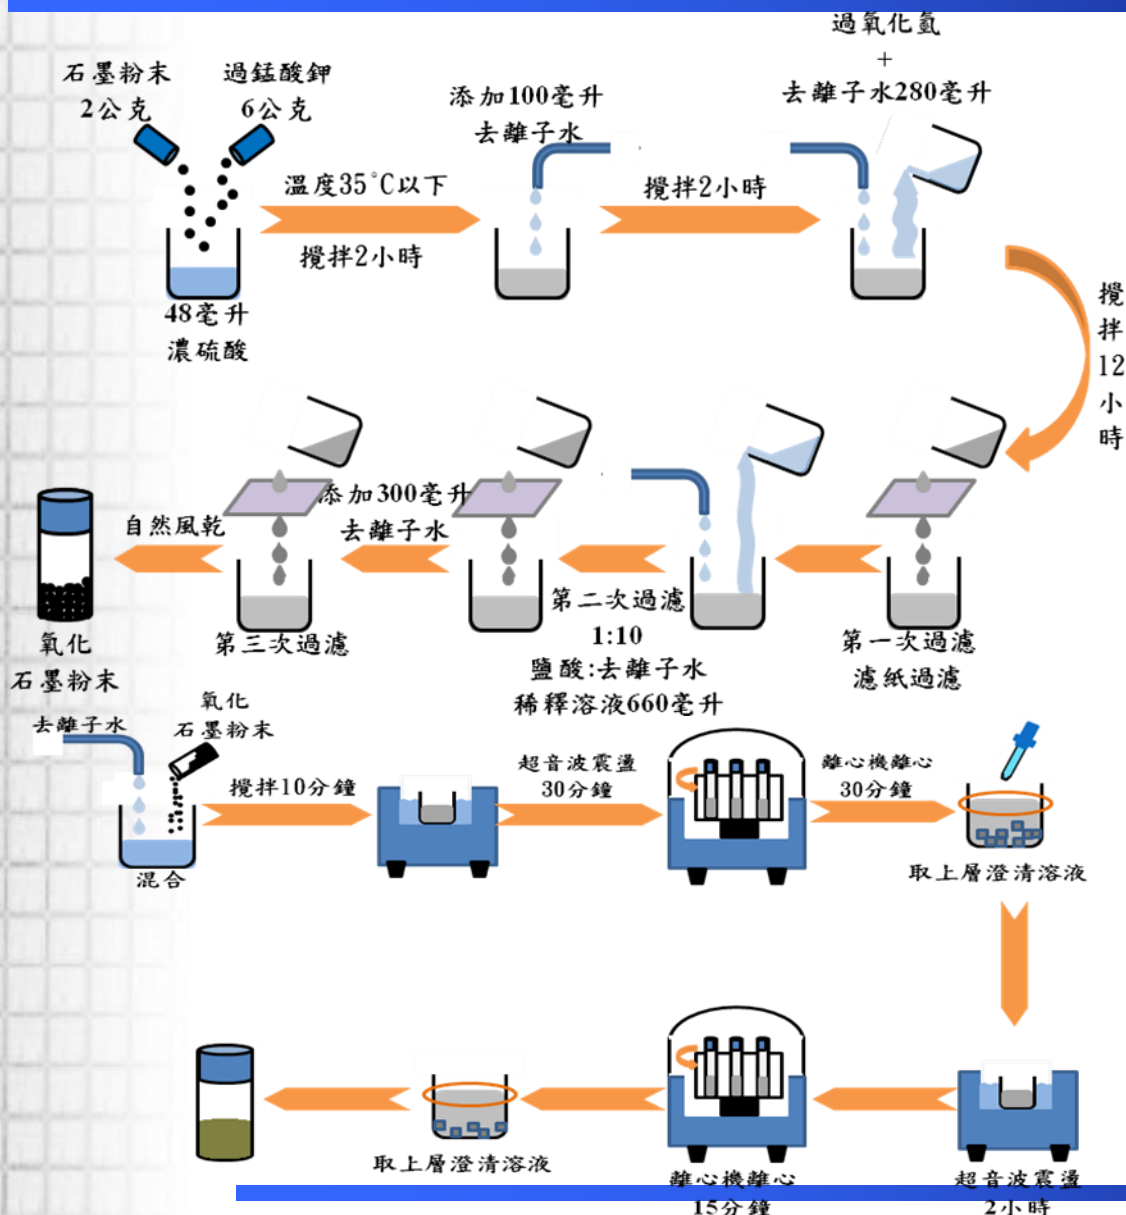 石墨粉末
2公克
過錳酸鉀
6公克
48毫升
濃硫酸
溫度35°C以下
攪拌2小時
添加100毫升
去離子水
攪拌2小時
過氧化氫
+
去離子水280毫升
攪拌12小時
第一次過濾
濾紙過濾
第二次過濾
1:10
鹽酸:去離子水
稀釋溶液660毫升
添加300毫升
去離子水
第三次過濾
自然風乾
氧化
石墨粉末
去離子水
氧化
石墨粉末
混合
攪拌10分鐘
超音波震盪
30分鐘
離心機離心
30分鐘
取上層澄清溶液
超音波震盪
2小時
離心機離心
15分鐘
取上層澄清溶液